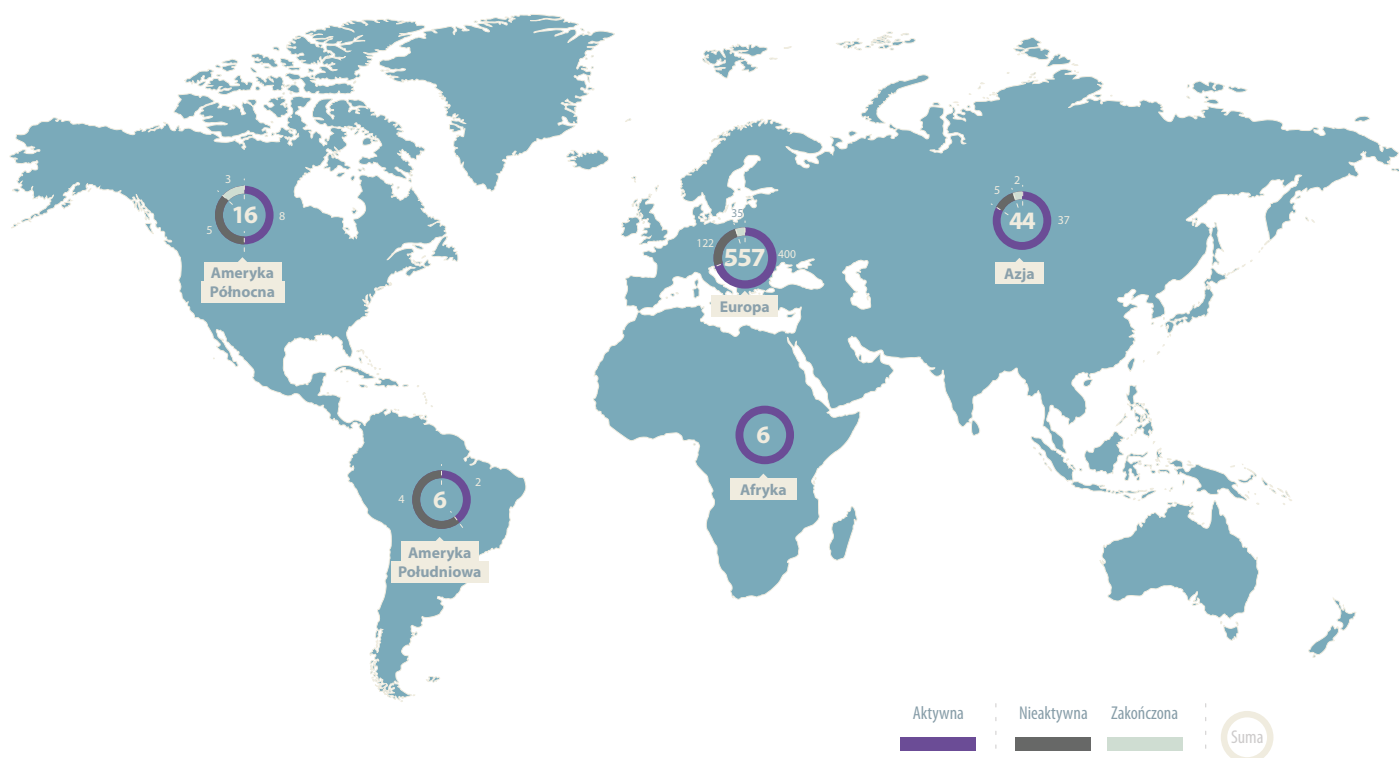 3
16
8
5
Ameryka
Północna
35
122
557
400
Europa
2
5
44
37
Azja
6
Afryka
2
4
6
Ameryka
Południowa
Aktywna
Nieaktywna
Zakończona
Suma